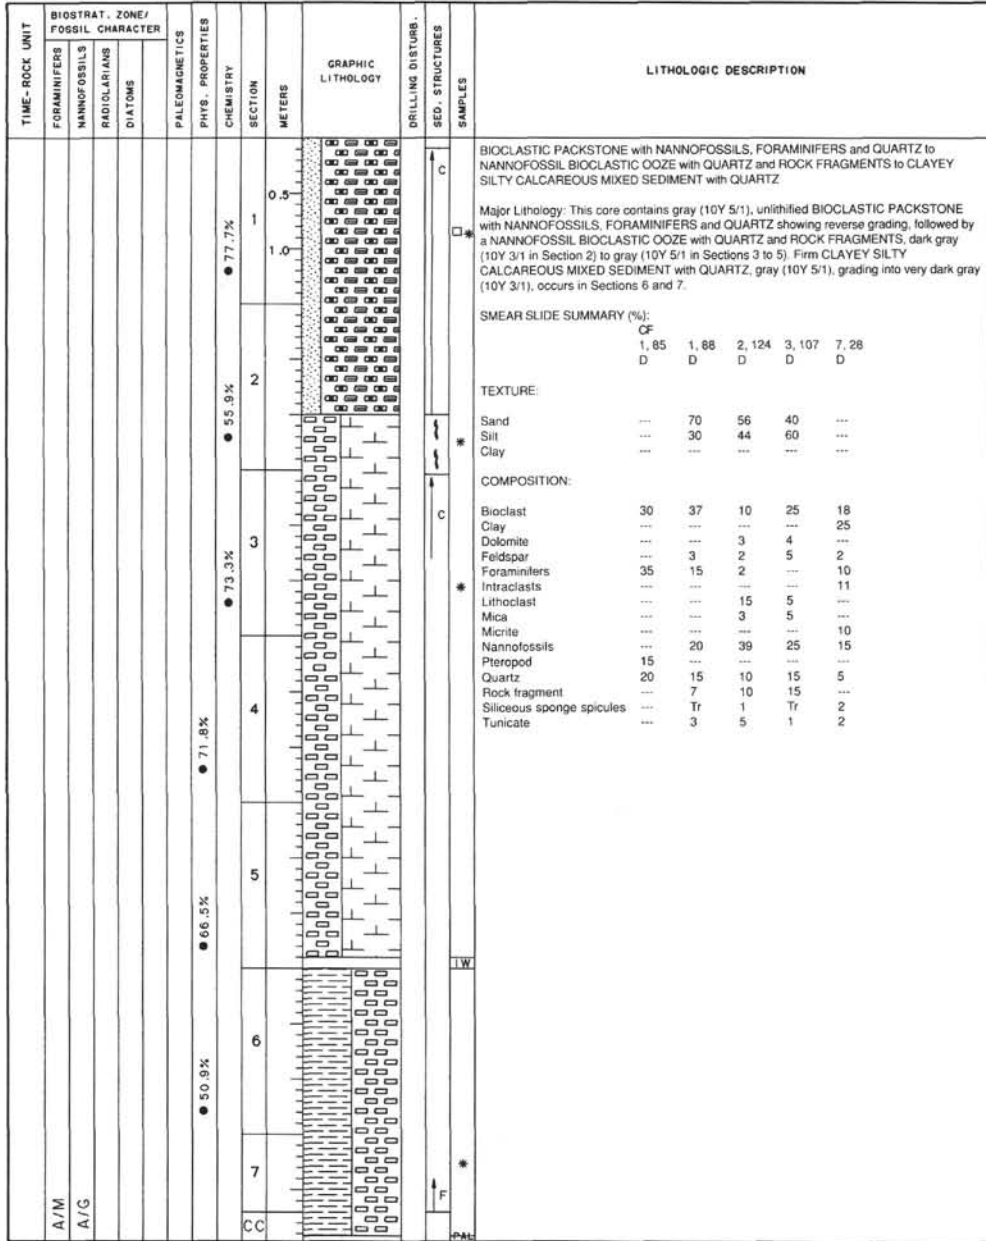 TIME-ROCK UNIT
BIOSTRAT. ZONE/
FOSSIL CHARACTER
FORAMINIFERS
NANNOFOSSILS
RADIOLARIANS
DIATOMS
PALEOMAGNETICS
PHYS. PROPERTIES
CHEMISTRY
SECTION
METERS
GRAPHIC
LITHOLOGY
DRILLING DISTURB.
SED. STRUCTURES
SAMPLES
LITHOLOGIC DESCRIPTION
A/M
A/G
● 77.7%
● 55.9%
● 73.3%
● 71.8%
● 66.5%
● 50.9%
1
2
3
4
5
6
7
CC
0.5
1.0
C
C
F
□*
*
*
IW
*
PAL
BIOCLASTIC PACKSTONE with NANNOFOSSILS, FORAMINIFERS and QUARTZ to
NANNOFOSSIL BIOCLASTIC OOZE with QUARTZ and ROCK FRAGMENTS to CLAYEY
SILTY CALCAREOUS MIXED SEDIMENT with QUARTZ
Major Lithology: This core contains gray (10Y 5/1), unlithified BIOCLASTIC PACKSTONE
with NANNOFOSSILS, FORAMINIFERS and QUARTZ showing reverse grading, followed by
a NANNOFOSSIL BIOCLASTIC OOZE with QUARTZ and ROCK FRAGMENTS, dark gray
(10Y 3/1 in Section 2) to gray (10Y 5/1 in Sections 3 to 5). Firm CLAYEY SILTY
CALCAREOUS MIXED SEDIMENT with QUARTZ, gray (10Y 5/1), grading into very dark gray
(10Y 3/1), occurs in Sections 6 and 7.
SMEAR SLIDE SUMMARY (%):
CF
1, 85 1, 88 2, 124 3, 107 7, 28
D D D D D
TEXTURE:
Sand --- 70 56 40 ---
Silt --- 30 44 60 ---
Clay --- --- --- --- ---
COMPOSITION:
Bioclast 30 37 10 25 18
Clay --- --- --- --- 25
Dolomite --- --- 3 4 ---
Feldspar --- 3 2 5 2
Foraminifers 35 15 2 --- 10
Intraclasts --- --- --- --- 11
Lithoclast --- --- 15 5 ---
Mica --- --- 3 5 ---
Micrite --- --- --- --- 10
Nannofossils --- 20 39 25 15
Pteropod 15 --- --- --- ---
Quartz 20 15 10 15 5
Rock fragment --- 7 10 15 ---
Siliceous sponge spicules --- Tr 1 Tr 2
Tunicate --- 3 5 1 2